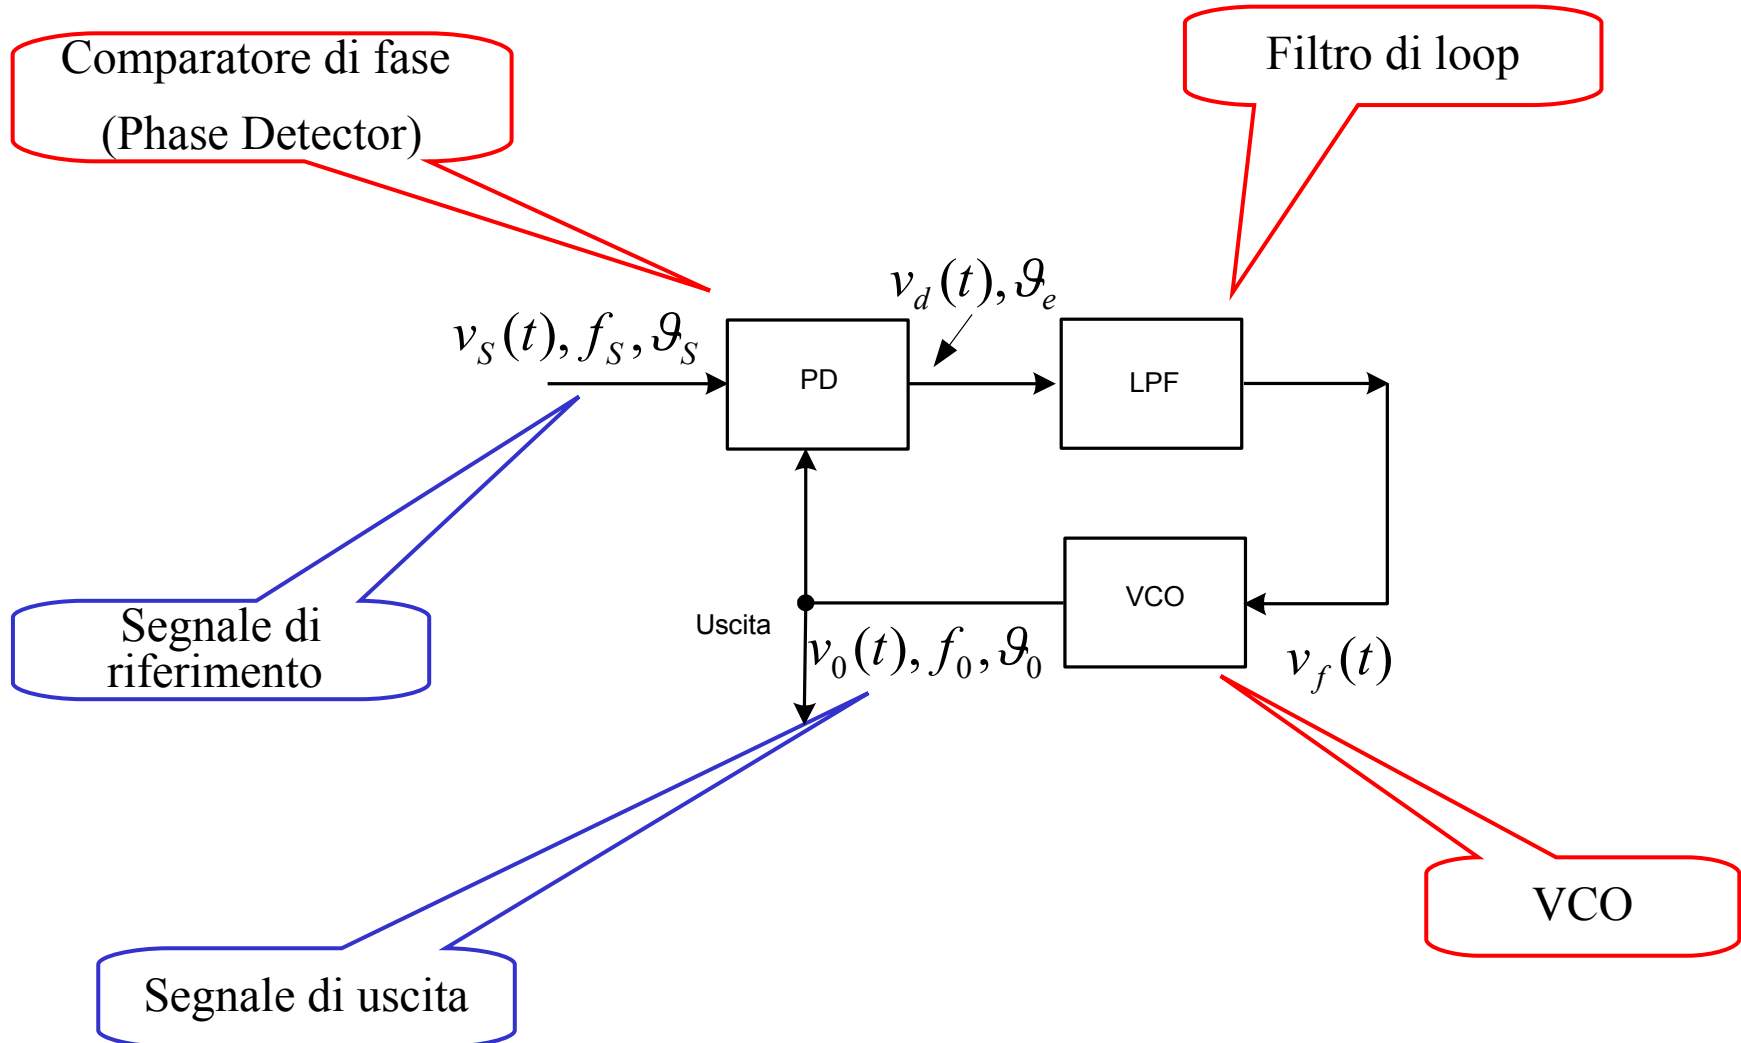 Comparatore di fase
(Phase Detector)
Filtro di loop
v_d(t), ϑ_e
v_S(t), f_S, ϑ_S
PD
LPF
Segnale di
riferimento
Uscita
VCO
v_0(t), f_0, ϑ_0
v_f(t)
VCO
Segnale di uscita